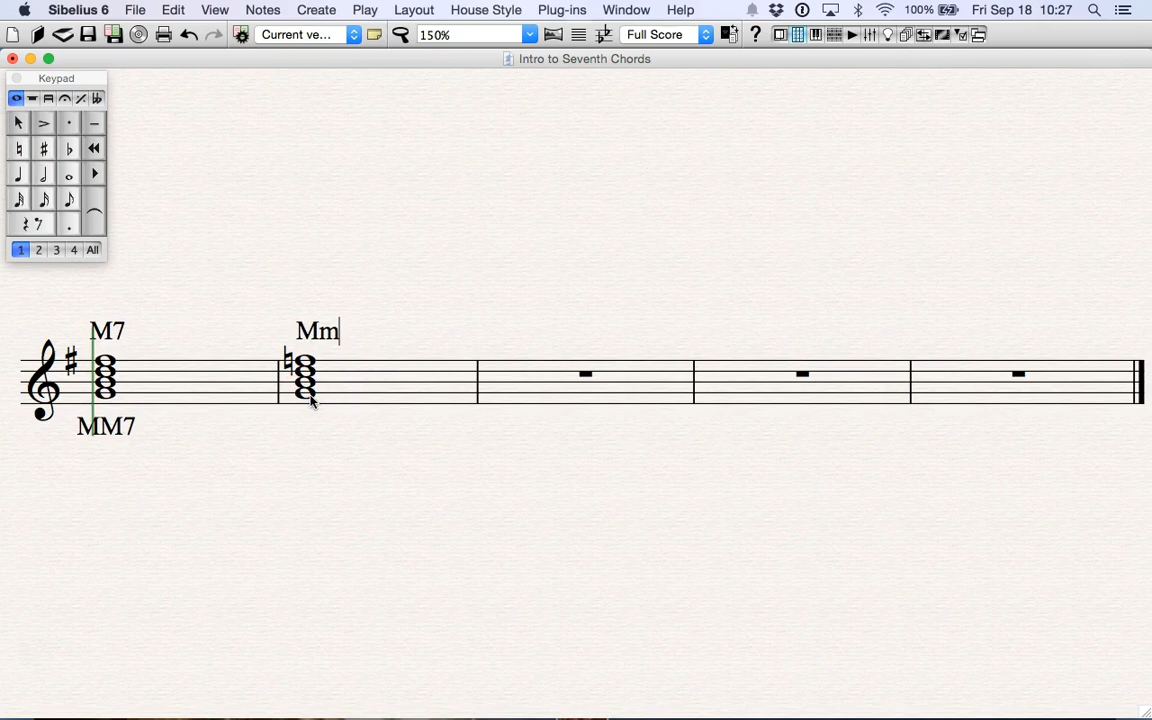 Sibelius 6 File Edit View Notes Create Play Layout House Style Plug-ins Window Help 100% Fri Sep 18 10:27
Current ve... 150% Full Score ?
Intro to Seventh Chords
Keypad
1 2 3 4 All
M7 Mm
MM7